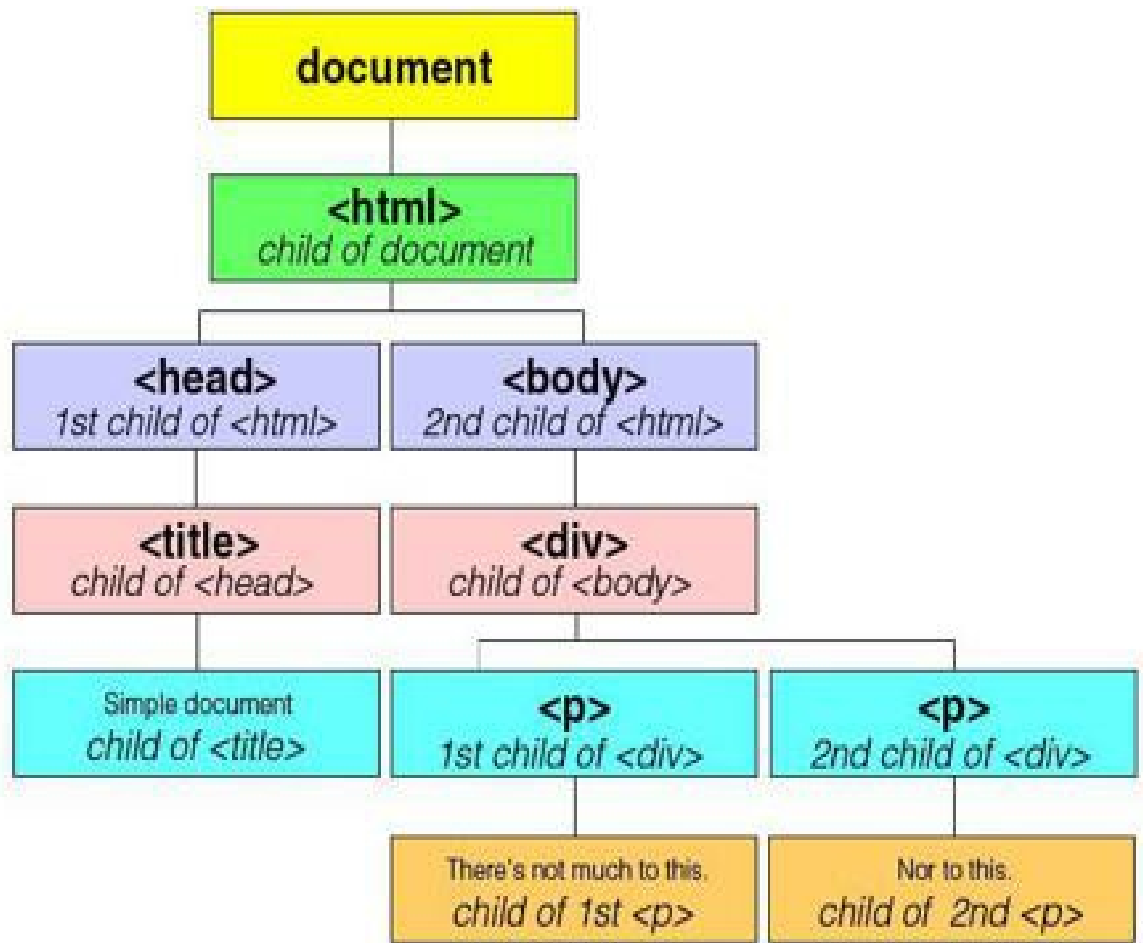 document
<html>
child of document
<head>
1st child of <html>
<body>
2nd child of <html>
<title>
child of <head>
<div>
child of <body>
Simple document
child of <title>
<p>
1st child of <div>
<p>
2nd child of <div>
There's not much to this.
child of 1st <p>
Nor to this.
child of 2nd <p>